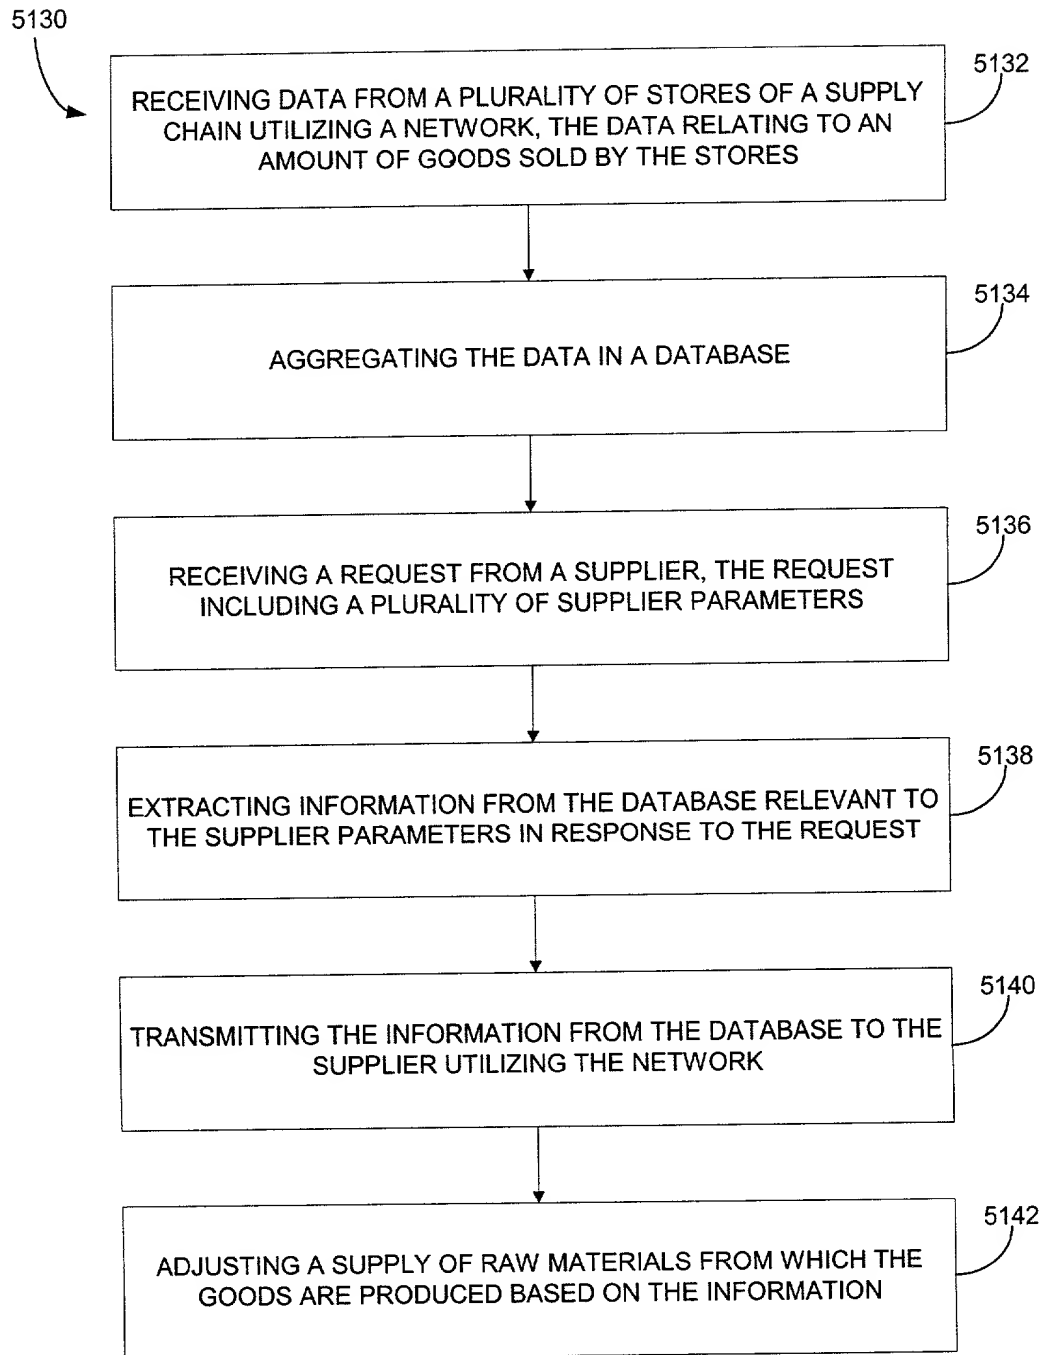 5130
5132
RECEIVING DATA FROM A PLURALITY OF STORES OF A SUPPLY
CHAIN UTILIZING A NETWORK, THE DATA RELATING TO AN
AMOUNT OF GOODS SOLD BY THE STORES
5134
AGGREGATING THE DATA IN A DATABASE
5136
RECEIVING A REQUEST FROM A SUPPLIER, THE REQUEST
INCLUDING A PLURALITY OF SUPPLIER PARAMETERS
5138
EXTRACTING INFORMATION FROM THE DATABASE RELEVANT TO
THE SUPPLIER PARAMETERS IN RESPONSE TO THE REQUEST
5140
TRANSMITTING THE INFORMATION FROM THE DATABASE TO THE
SUPPLIER UTILIZING THE NETWORK
5142
ADJUSTING A SUPPLY OF RAW MATERIALS FROM WHICH THE
GOODS ARE PRODUCED BASED ON THE INFORMATION